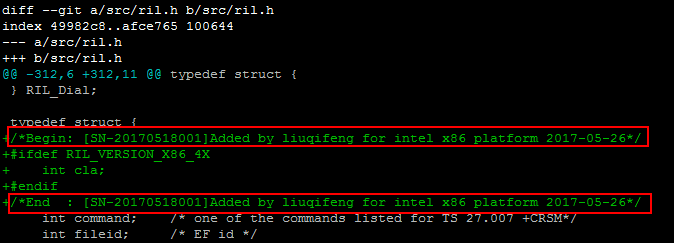 diff --git a/src/ril.h b/src/ril.h
index 49982c8..afce765 100644
--- a/src/ril.h
+++ b/src/ril.h
@@ -312,6 +312,11 @@ typedef struct {
 } RIL_Dial;

 typedef struct {
+/*Begin: [SN-20170518001]Added by liuqifeng for intel x86 platform 2017-05-26*/
+#ifdef RIL_VERSION_X86_4X
+    int cla;
+#endif
+/*End  : [SN-20170518001]Added by liuqifeng for intel x86 platform 2017-05-26*/
     int command;    /* one of the commands listed for TS 27.007 +CRSM*/
     int fileid;     /* EF id */